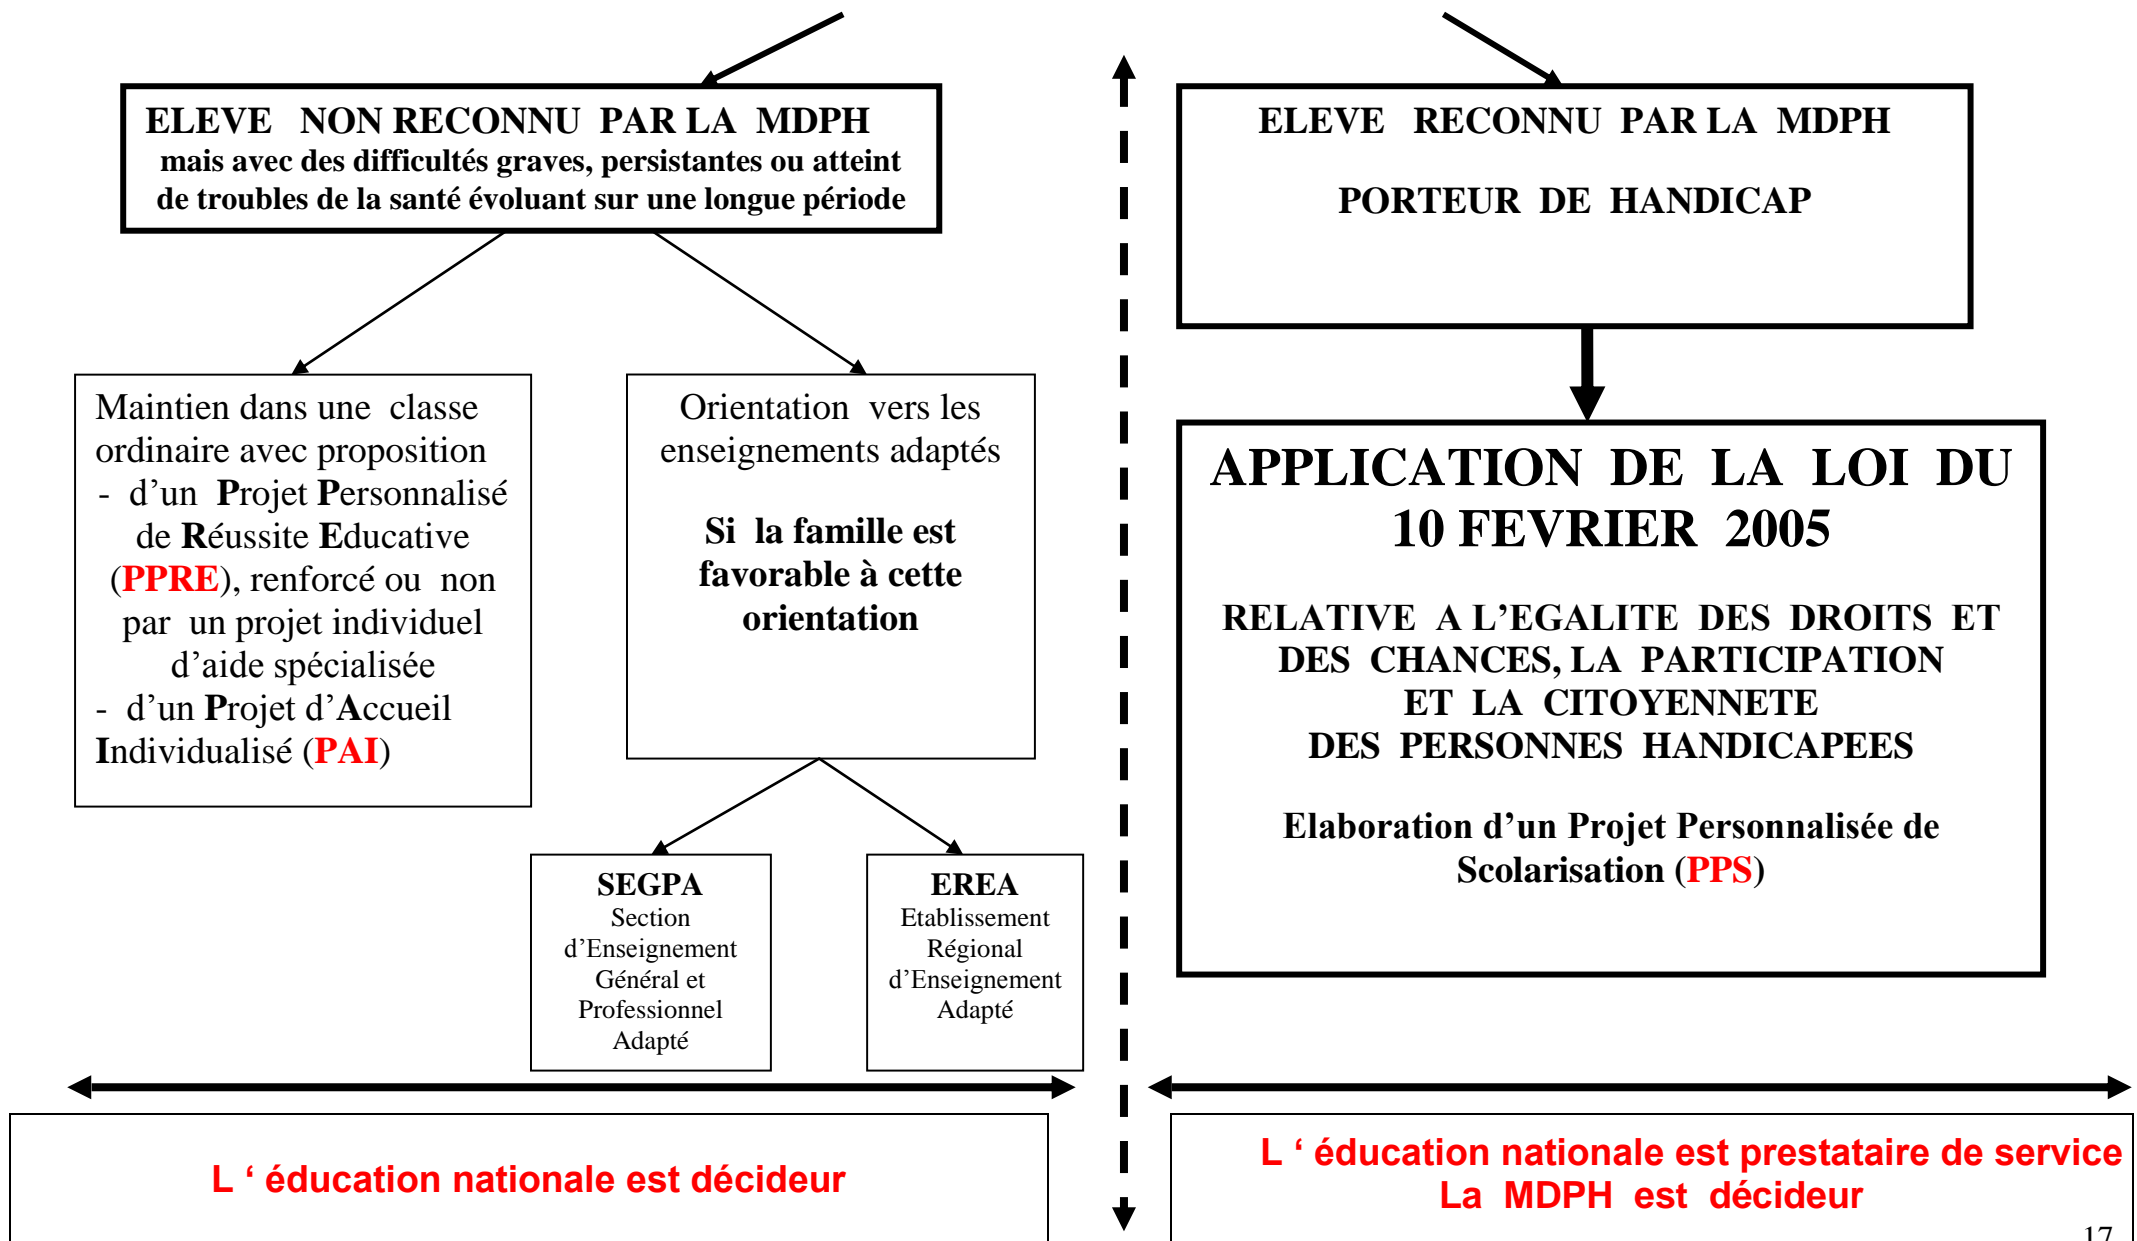 ELEVE NON RECONNU PAR LA MDPH
mais avec des difficultés graves, persistantes ou atteint
de troubles de la santé évoluant sur une longue période
Maintien dans une classe
ordinaire avec proposition
- d’un Projet Personnalisé
de Réussite Educative
(PPRE), renforcé ou non
par un projet individuel
d’aide spécialisée
- d’un Projet d’Accueil
Individualisé (PAI)
Orientation vers les
enseignements adaptés
Si la famille est
favorable à cette
orientation
SEGPA
Section
d’Enseignement
Général et
Professionnel
Adapté
EREA
Etablissement
Régional
d’Enseignement
Adapté
L ‘ éducation nationale est décideur
ELEVE RECONNU PAR LA MDPH
PORTEUR DE HANDICAP
APPLICATION DE LA LOI DU
10 FEVRIER 2005
RELATIVE A L’EGALITE DES DROITS ET
DES CHANCES, LA PARTICIPATION
ET LA CITOYENNETE
DES PERSONNES HANDICAPEES
Elaboration d’un Projet Personnalisée de
Scolarisation (PPS)
L ‘ éducation nationale est prestataire de service
La MDPH est décideur
17